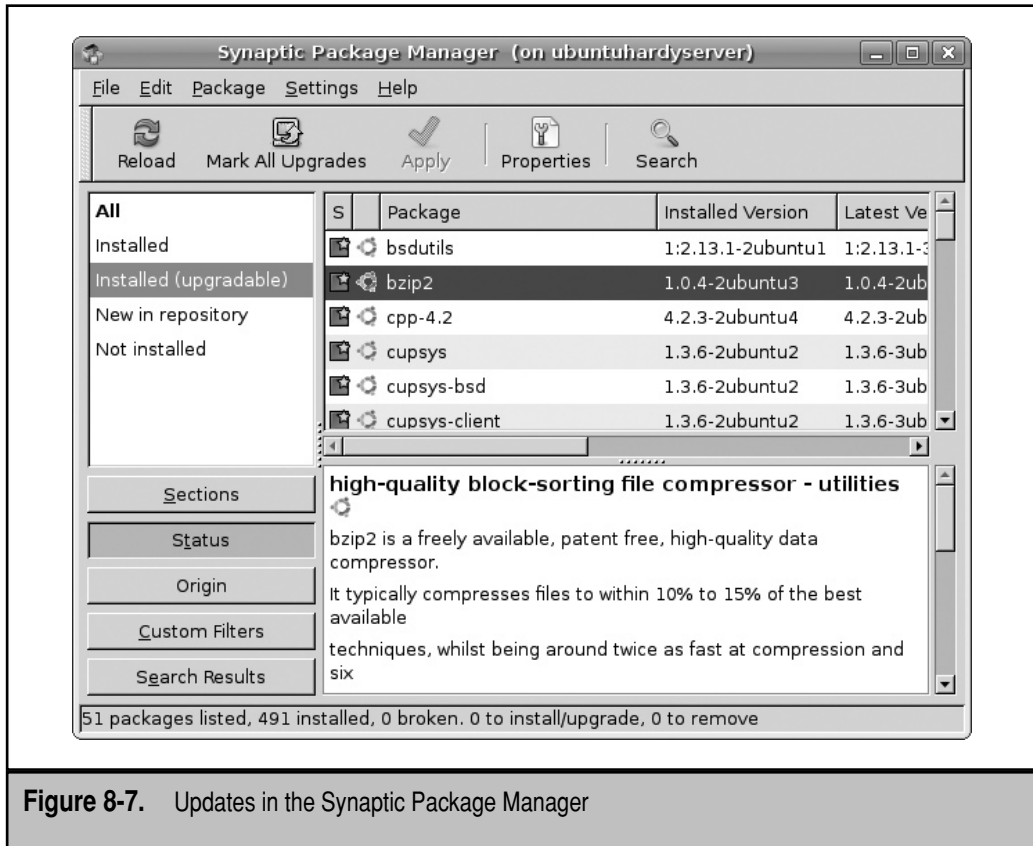 Synaptic Package Manager (on ubuntuhardyserver)
File Edit Package Settings Help
Reload Mark All Upgrades Apply Properties Search
All
Installed
Installed (upgradable)
New in repository
Not installed
S Package Installed Version Latest Ve
bsdutils 1:2.13.1-2ubuntu1 1:2.13.1-3
bzip2 1.0.4-2ubuntu3 1.0.4-2ub
cpp-4.2 4.2.3-2ubuntu4 4.2.3-2ub
cupsys 1.3.6-2ubuntu2 1.3.6-3ub
cupsys-bsd 1.3.6-2ubuntu2 1.3.6-3ub
cupsys-client 1.3.6-2ubuntu2 1.3.6-3ub
Sections
Status
Origin
Custom Filters
Search Results
high-quality block-sorting file compressor - utilities
bzip2 is a freely available, patent free, high-quality data
compressor.
It typically compresses files to within 10% to 15% of the best
available
techniques, whilst being around twice as fast at compression and
six
51 packages listed, 491 installed, 0 broken. 0 to install/upgrade, 0 to remove
Figure 8-7. Updates in the Synaptic Package Manager